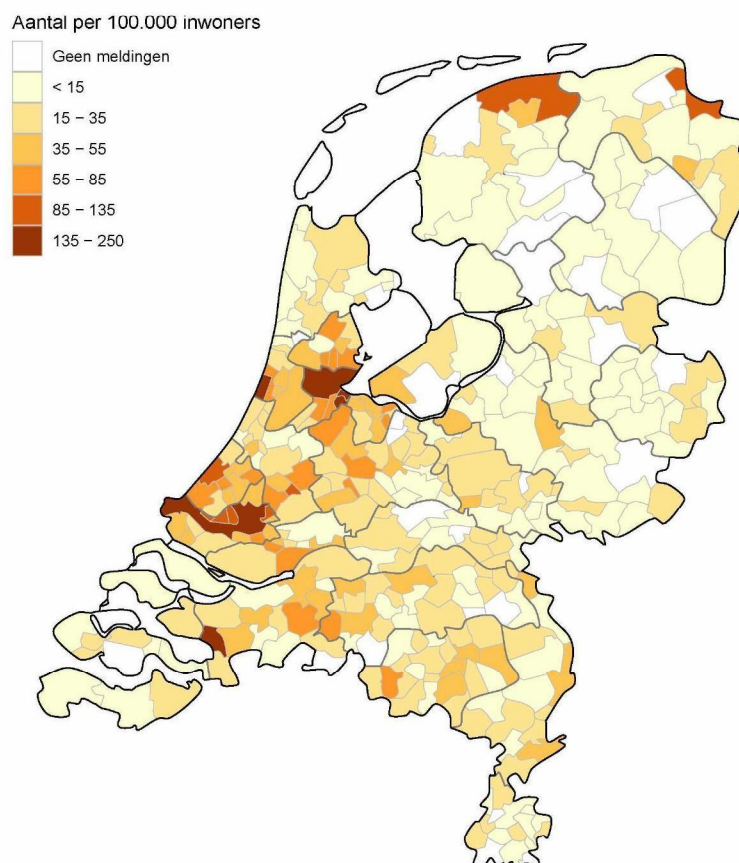 Aantal per 100.000 inwoners
Geen meldingen
< 15
15 – 35
35 – 55
55 – 85
85 – 135
135 – 250